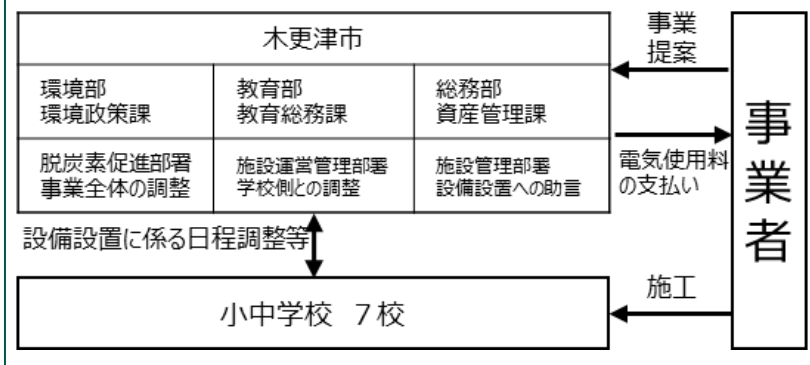 木更津市
環境部
環境政策課
教育部
教育総務課
総務部
資産管理課
脱炭素促進部署
事業全体の調整
施設運営管理部署
学校側との調整
施設管理部署
設備設置への助言
事業
提案
電気使用料
の支払い
事業者
設備設置に係る日程調整等
小中学校 7校
施工